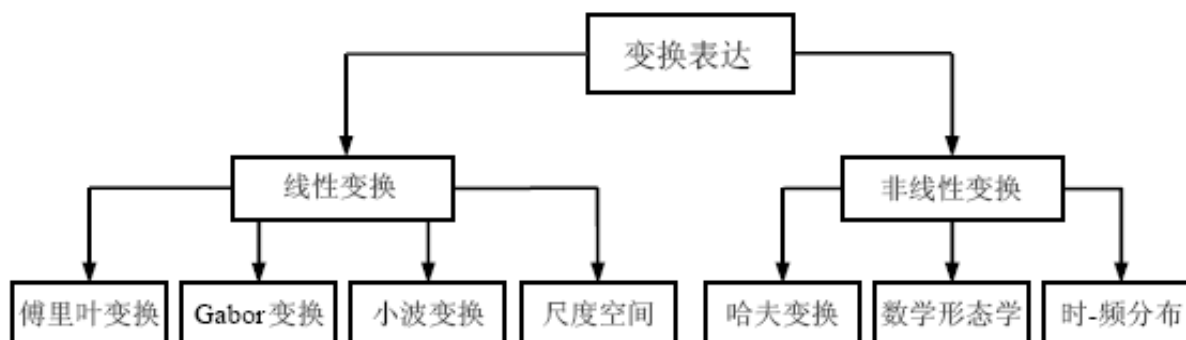 变换表达
线性变换
非线性变换
傅里叶变换
Gabor变换
小波变换
尺度空间
哈夫变换
数学形态学
时-频分布